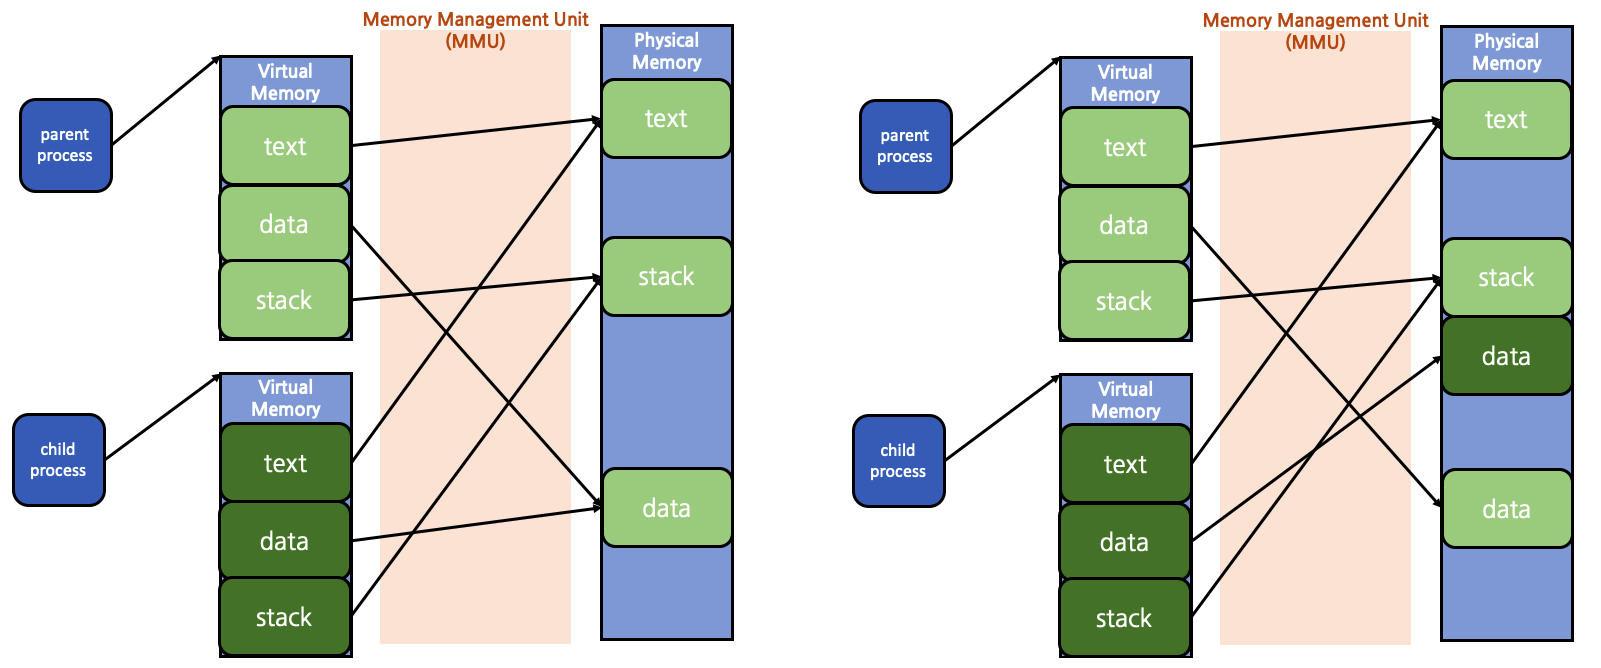 Memory Management Unit
(MMU)
Physical
Memory
Virtual
Memory
parent
process
text
data
stack
text
stack
data
Virtual
Memory
child
process
text
data
stack
Memory Management Unit
(MMU)
Physical
Memory
Virtual
Memory
parent
process
text
data
stack
text
stack
data
data
Virtual
Memory
child
process
text
data
stack